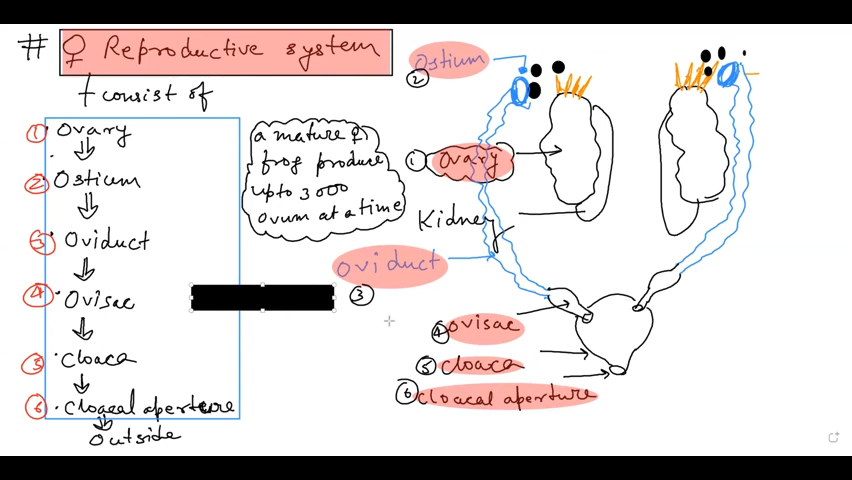 # ♀ Reproductive system
consist of
① Ovary
② Ostium
③ Oviduct
④ Ovisac
⑤ Cloaca
⑥ Cloacal aperture
Outside
a mature ♀
frog produce
upto 3000
ovum at a time
Ostium
②
① Ovary
Kidney
Oviduct
③
④ Ovisac
⑤ Cloaca
⑥ Cloacal aperture